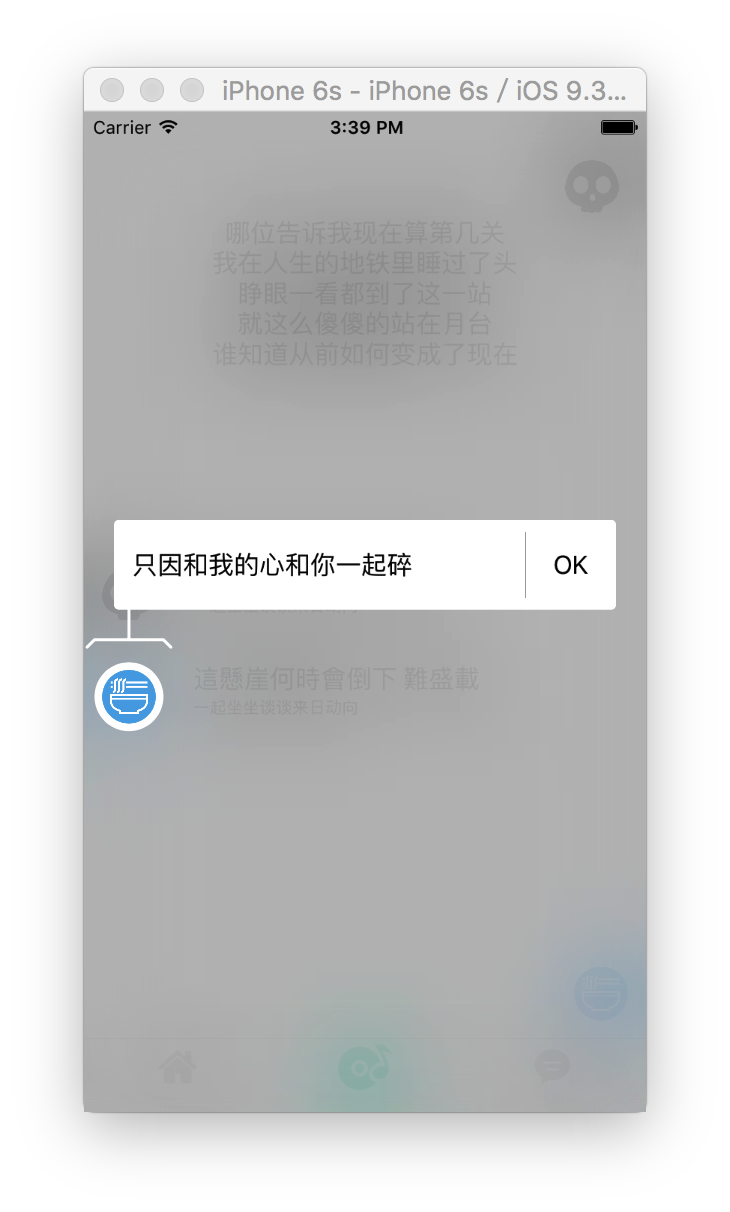 iPhone 6s - iPhone 6s / iOS 9.3...
Carrier 3:39 PM
哪位告诉我现在算第几关
我在人生的地铁里睡过了头
睁眼一看都到了这一站
就这么傻傻的站在月台
谁知道从前如何变成了现在
只因和我的心和你一起碎 OK
這懸崖何時會倒下 難盛載
一起坐坐谈谈来日动向